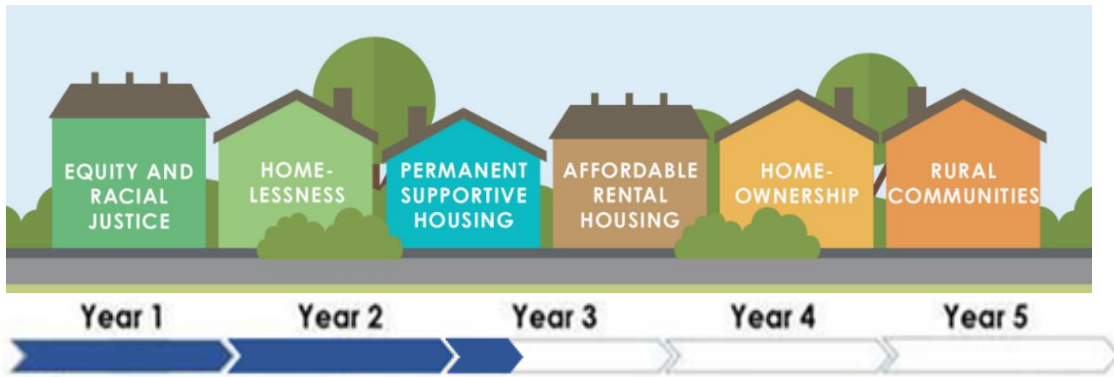 EQUITY AND
RACIAL
JUSTICE
HOME-
LESSNESS
PERMANENT
SUPPORTIVE
HOUSING
AFFORDABLE
RENTAL
HOUSING
HOME-
OWNERSHIP
RURAL
COMMUNITIES
Year 1
Year 2
Year 3
Year 4
Year 5